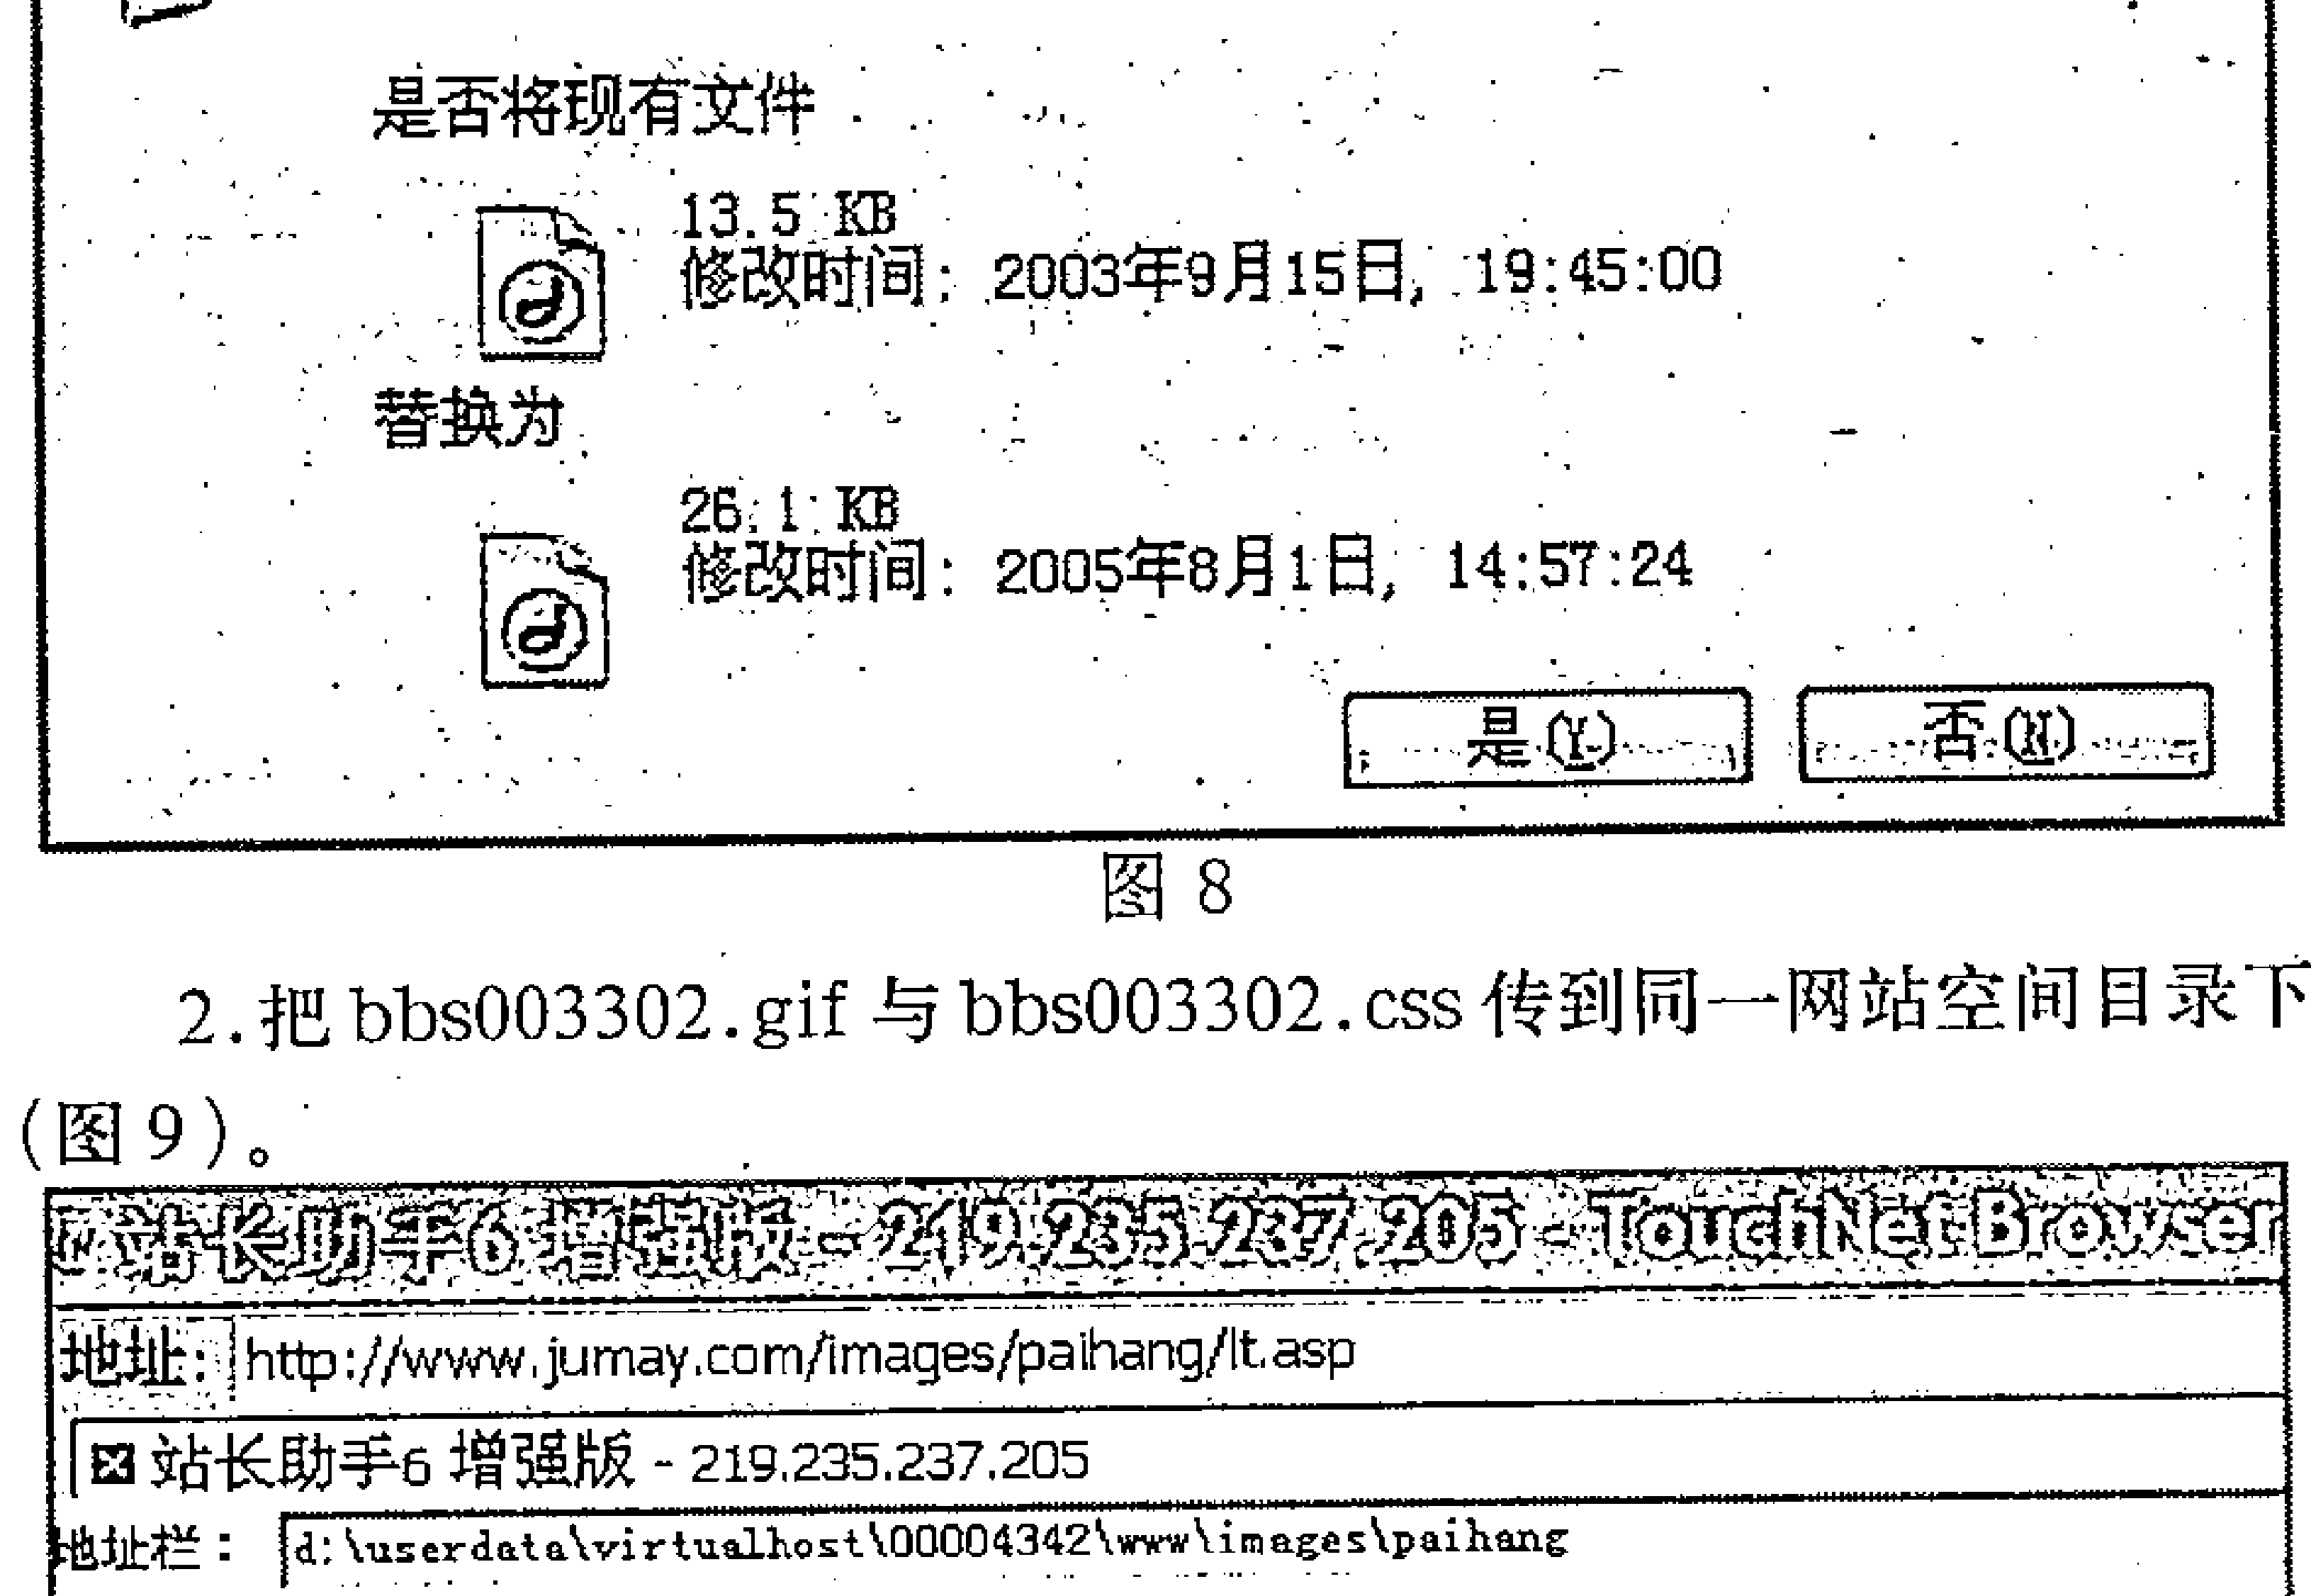 是否将现有文件
13.5 KB
修改时间: 2003年9月15日, 19:45:00
替换为
26.1 KB
修改时间: 2005年8月1日, 14:57:24
是(Y) 否(N)
图 8
2.把 bbs003302.gif 与 bbs003302.css 传到同一网站空间目录下
(图 9)。
站长助手6 增强版 - 219.235.237.205 - TouchNet Browser
地址: http://www.jumay.com/images/paihang/lt.asp
站长助手6 增强版 - 219.235.237.205
地址栏: d:\userdata\virtualhost\00004342\www\images\paihang